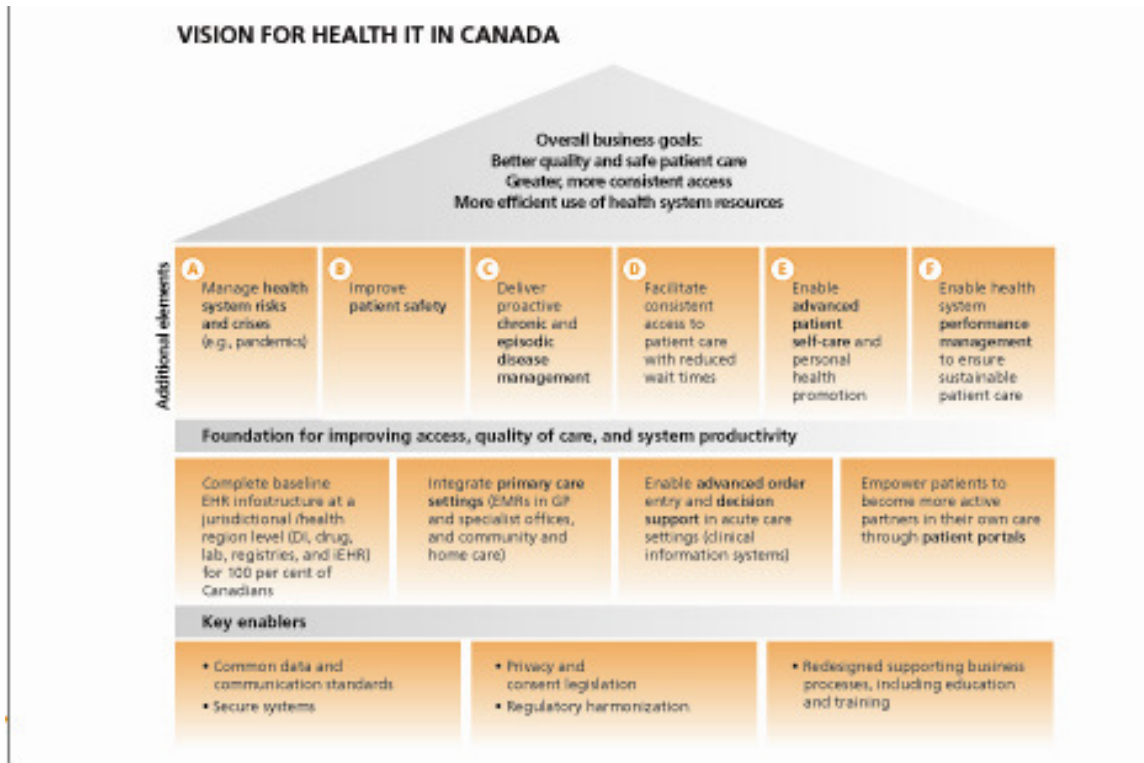 VISION FOR HEALTH IT IN CANADA
Overall business goals:
Better quality and safe patient care
Greater, more consistent access
More efficient use of health system resources
Additional elements
A
Manage health
system risks
and crises
(e.g., pandemics)
B
Improve
patient safety
C
Deliver
proactive
chronic and
episodic
disease
management
D
Facilitate
consistent
access to
patient care
with reduced
wait times
E
Enable
advanced
patient
self-care and
personal
health
promotion
F
Enable health
system
performance
management
to ensure
sustainable
patient care
Foundation for improving access, quality of care, and system productivity
Complete baseline
EHR infostructure at a
jurisdictional /health
region level (DI, drug,
lab, registries, and iEHR)
for 100 per cent of
Canadians
Integrate primary care
settings (EMRs in GP
and specialist offices,
and community and
home care)
Enable advanced order
entry and decision
support in acute care
settings (clinical
information systems)
Empower patients to
become more active
partners in their own care
through patient portals
Key enablers
• Common data and
communication standards
• Secure systems
• Privacy and
consent legislation
• Regulatory harmonization
• Redesigned supporting business
processes, including education
and training